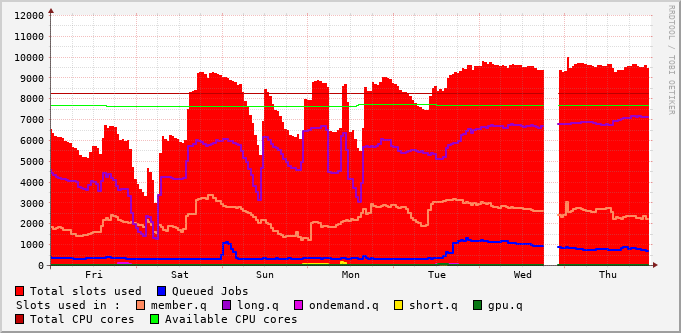 RRDTOOL / TOBI OETIKER
12000
11000
10000
9000
8000
7000
6000
5000
4000
3000
2000
1000
0
Fri Sat Sun Mon Tue Wed Thu
Total slots used Queued Jobs
Slots used in : member.q long.q ondemand.q short.q gpu.q
Total CPU cores Available CPU cores